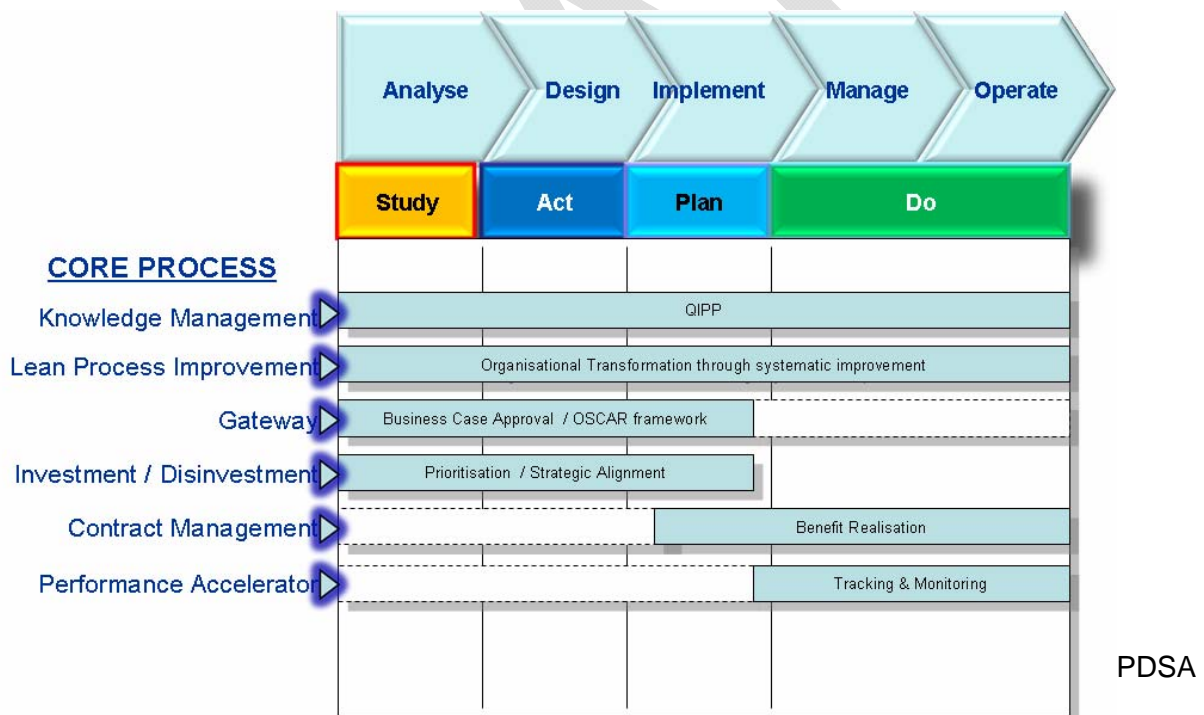 Analyse Design Implement Manage Operate
Study Act Plan Do
CORE PROCESS
Knowledge Management QIPP
Lean Process Improvement Organisational Transformation through systematic improvement
Gateway Business Case Approval / OSCAR framework
Investment / Disinvestment Prioritisation / Strategic Alignment
Contract Management Benefit Realisation
Performance Accelerator Tracking & Monitoring
PDSA